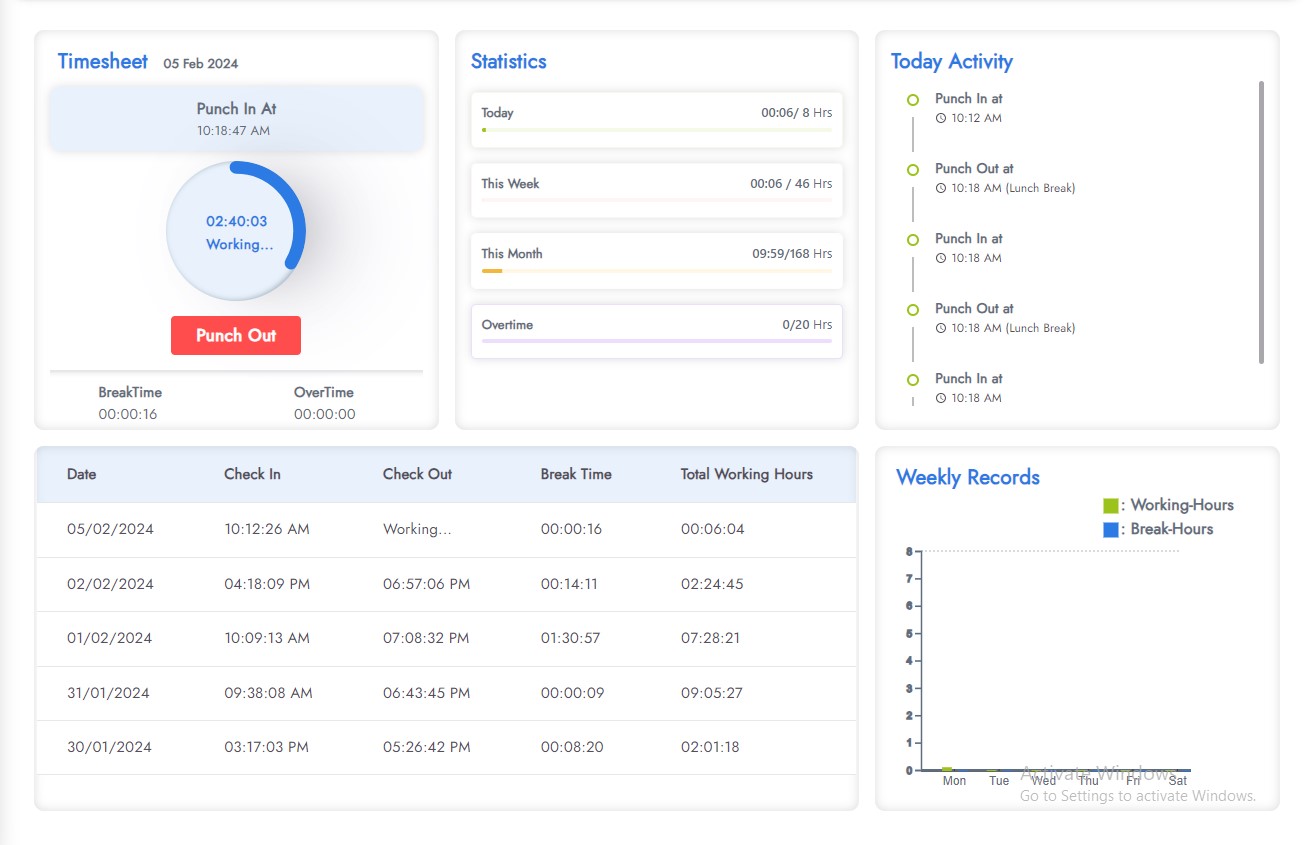 Timesheet 05 Feb 2024
Punch In At
10:18:47 AM
02:40:03
Working...
Punch Out
BreakTime OverTime
00:00:16 00:00:00
Statistics
Today 00:06/ 8 Hrs
This Week 00:06 / 46 Hrs
This Month 09:59/168 Hrs
Overtime 0/20 Hrs
Today Activity
Punch In at
10:12 AM
Punch Out at
10:18 AM (Lunch Break)
Punch In at
10:18 AM
Punch Out at
10:18 AM (Lunch Break)
Punch In at
10:18 AM
Date Check In Check Out Break Time Total Working Hours
05/02/2024 10:12:26 AM Working... 00:00:16 00:06:04
02/02/2024 04:18:09 PM 06:57:06 PM 00:14:11 02:24:45
01/02/2024 10:09:13 AM 07:08:32 PM 01:30:57 07:28:21
31/01/2024 09:38:08 AM 06:43:45 PM 00:00:09 09:05:27
30/01/2024 03:17:03 PM 05:26:42 PM 00:08:20 02:01:18
Weekly Records
: Working-Hours
: Break-Hours
8
7
6
5
4
3
2
1
0
Mon Tue Wed Thu Fri Sat
Activate Windows
Go to Settings to activate Windows.